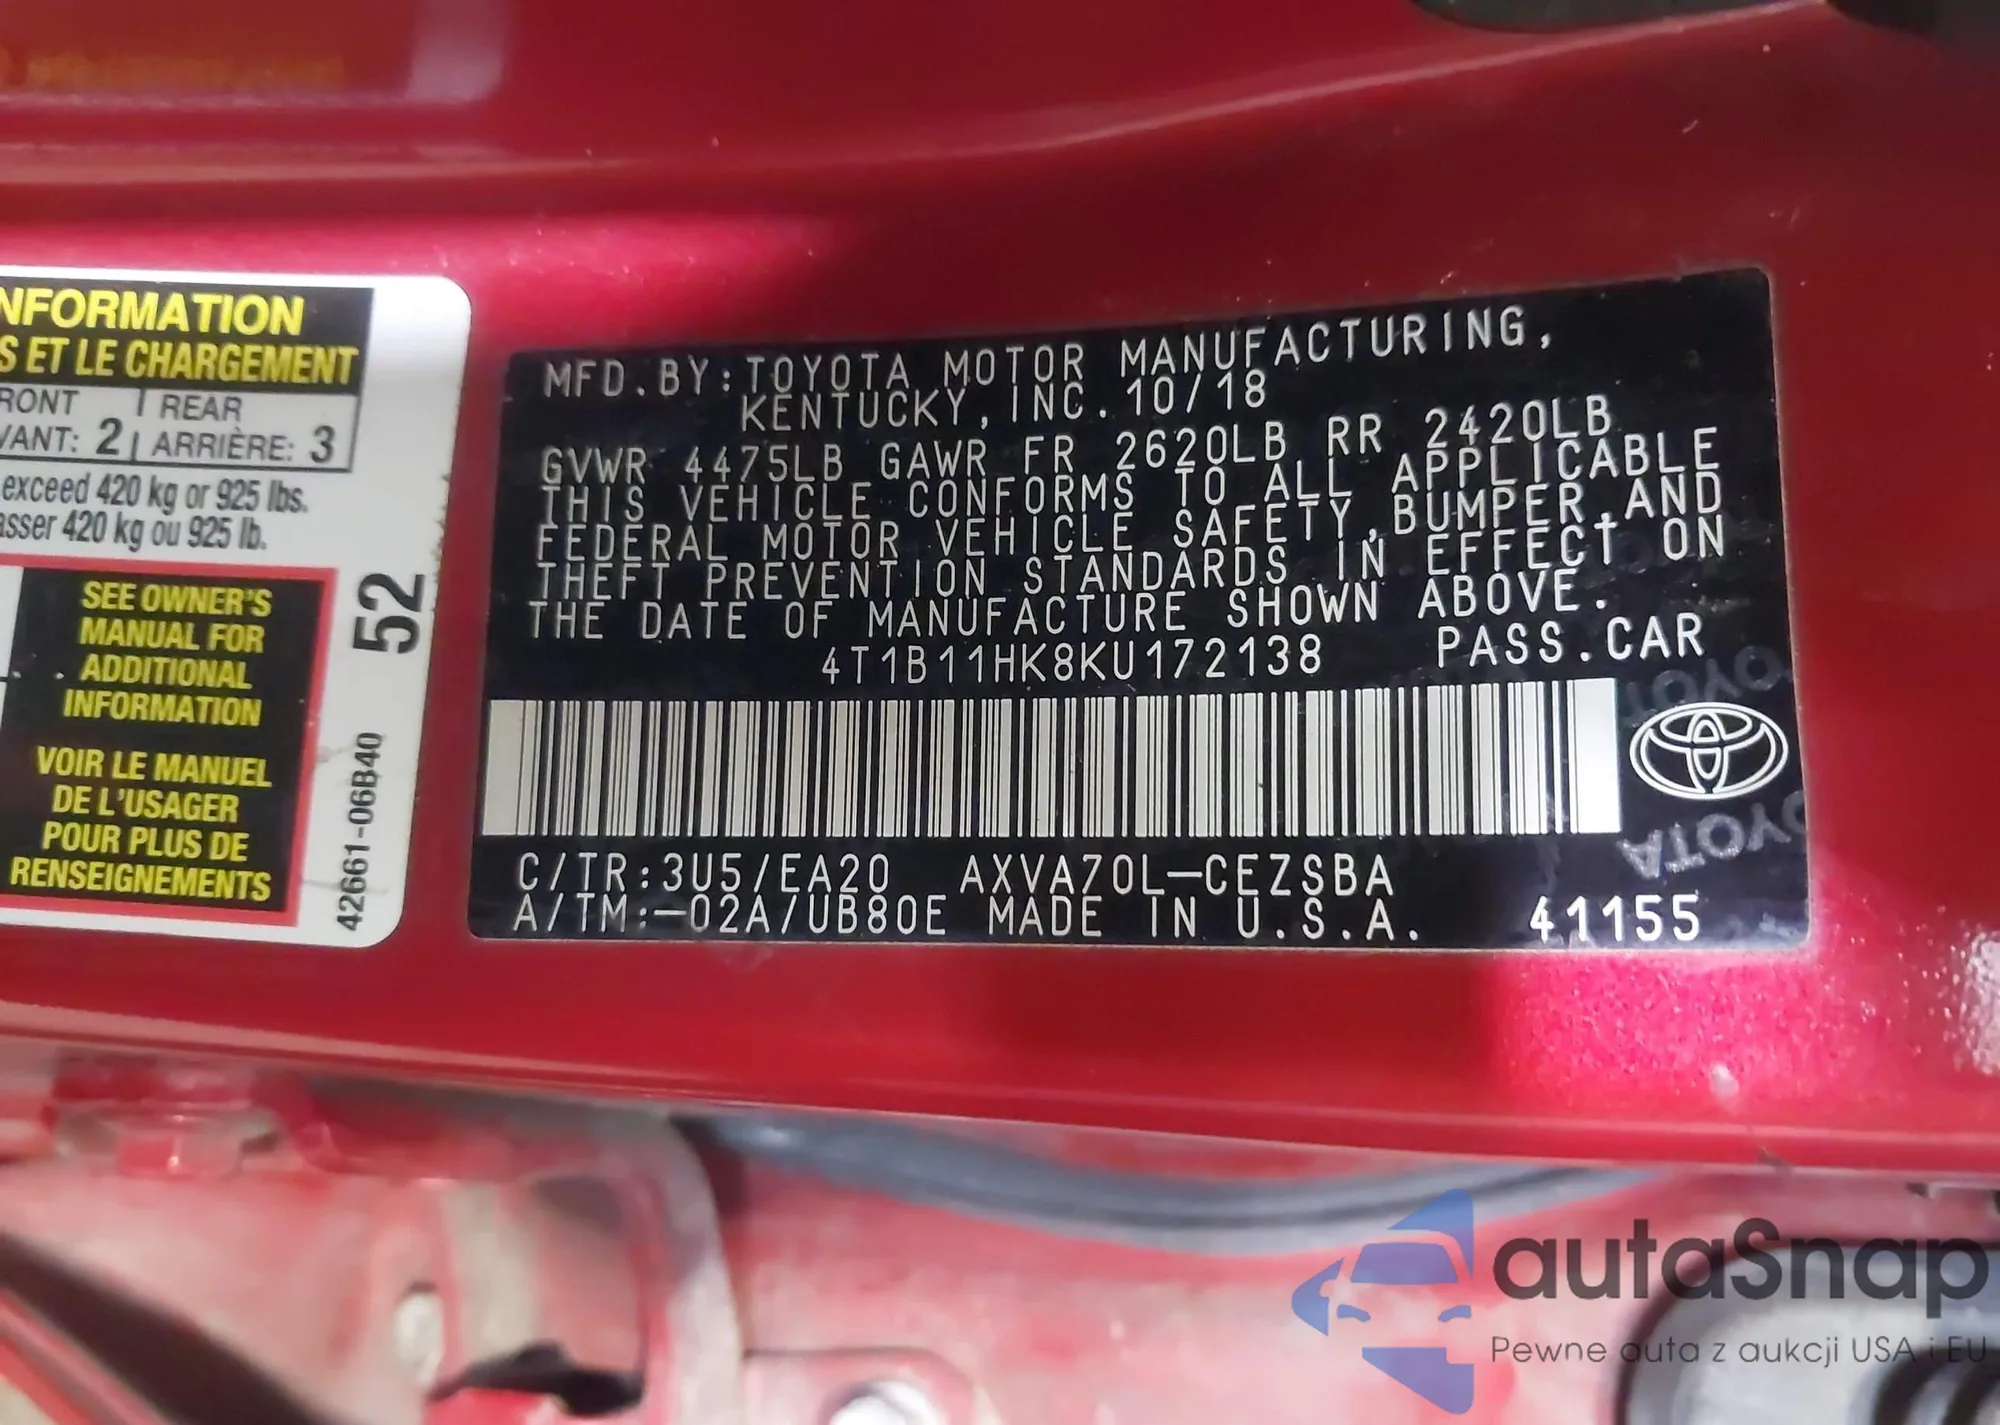 NFORMATION
S ET LE CHARGEMENT
RONT | REAR
VANT: 2 | ARRIÈRE: 3
exceed 420 kg or 925 lbs.
asser 420 kg ou 925 lb.
SEE OWNER'S
MANUAL FOR
ADDITIONAL
INFORMATION
VOIR LE MANUEL
DE L'USAGER
POUR PLUS DE
RENSEIGNEMENTS
52
42661-06B40
MFD.BY:TOYOTA MOTOR MANUFACTURING,
KENTUCKY,INC.10/18
GVWR 4475LB GAWR FR 2620LB RR 2420LB
THIS VEHICLE CONFORMS TO ALL APPLICABLE
FEDERAL MOTOR VEHICLE SAFETY,BUMPER,AND
THEFT PREVENTION STANDARDS IN EFFECT ON
THE DATE OF MANUFACTURE SHOWN ABOVE.
4T1B11HK8KU172138 PASS.CAR
TOYOTA
TOYOTA
C/TR:3U5/EA20 AXVA70L-CEZSBA
A/TM:-02A/UB80E MADE IN U.S.A. 41155
autaSnap
Pewne auta z aukcji USA i EU